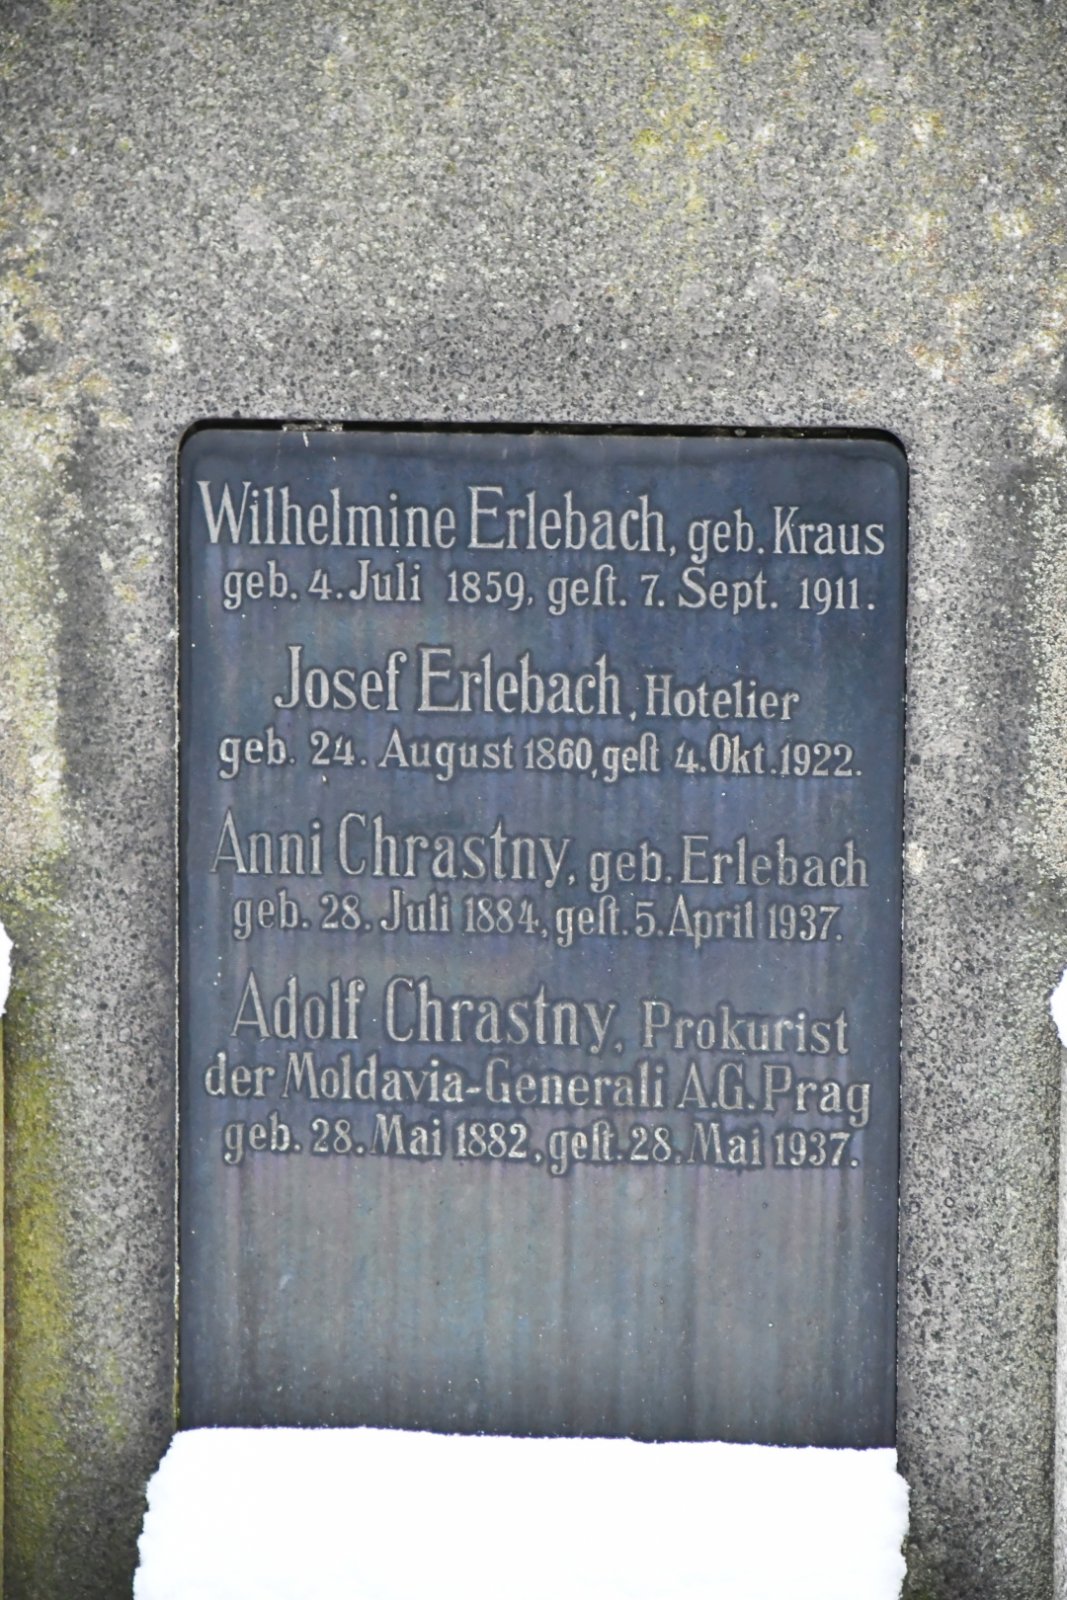 Wilhelmine Erlebach, geb. Kraus
geb. 4. Juli 1859, geſt. 7. Sept. 1911.
Josef Erlebach, Hotelier
geb. 24. August 1860, geſt 4. Okt. 1922.
Anni Chrastny, geb. Erlebach
geb. 28. Juli 1884, geſt. 5. April 1937.
Adolf Chrastny, Prokurist
der Moldavia-Generali A.G. Prag
geb. 28. Mai 1882, geſt. 28. Mai 1937.